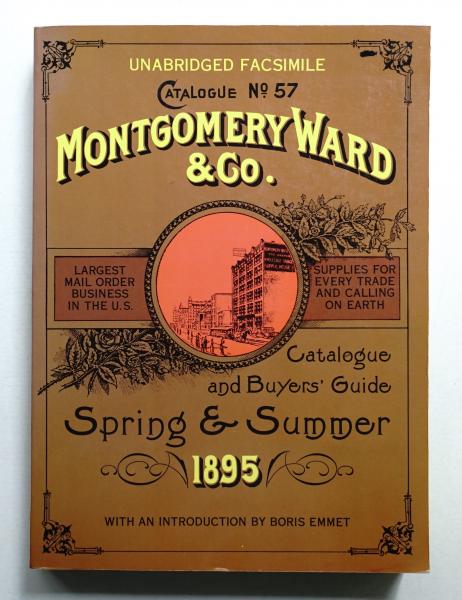 UNABRIDGED FACSIMILE
CATALOGUE Nº 57
MONTGOMERY WARD
& CO.
LARGEST
MAIL ORDER
BUSINESS
IN THE U.S.
SUPPLIES FOR
EVERY TRADE
AND CALLING
ON EARTH
Catalogue
and Buyers' Guide
Spring & Summer
1895
WITH AN INTRODUCTION BY BORIS EMMET